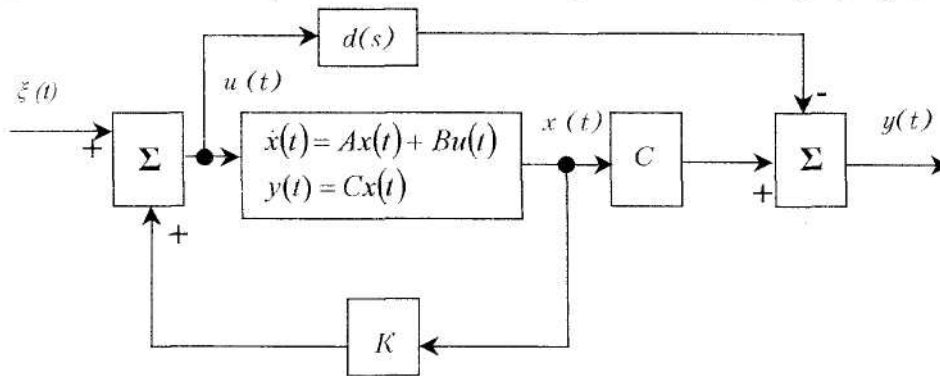 d(s)
ξ(t)
u(t)
+
Σ
ẋ(t) = Ax(t) + Bu(t)
y(t) = Cx(t)
x(t)
C
-
+
Σ
y(t)
+
K